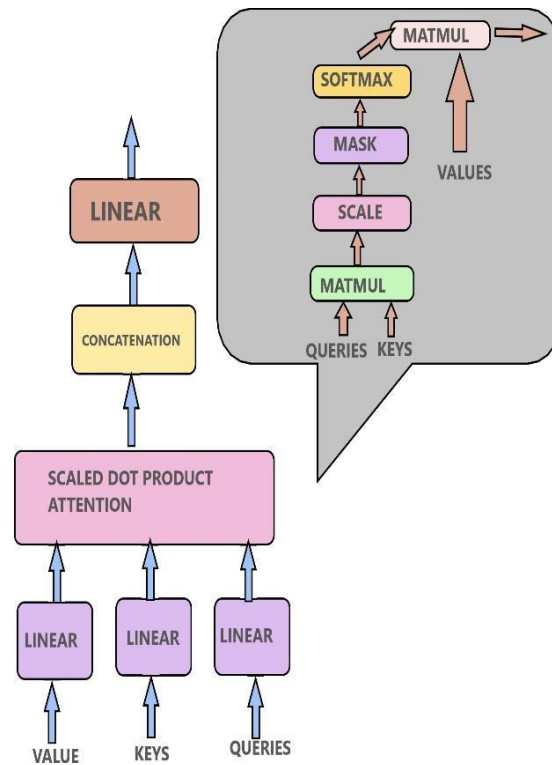 MATMUL
SOFTMAX
MASK
VALUES
SCALE
MATMUL
QUERIES KEYS
LINEAR
CONCATENATION
SCALED DOT PRODUCT
ATTENTION
LINEAR LINEAR LINEAR
VALUE KEYS QUERIES